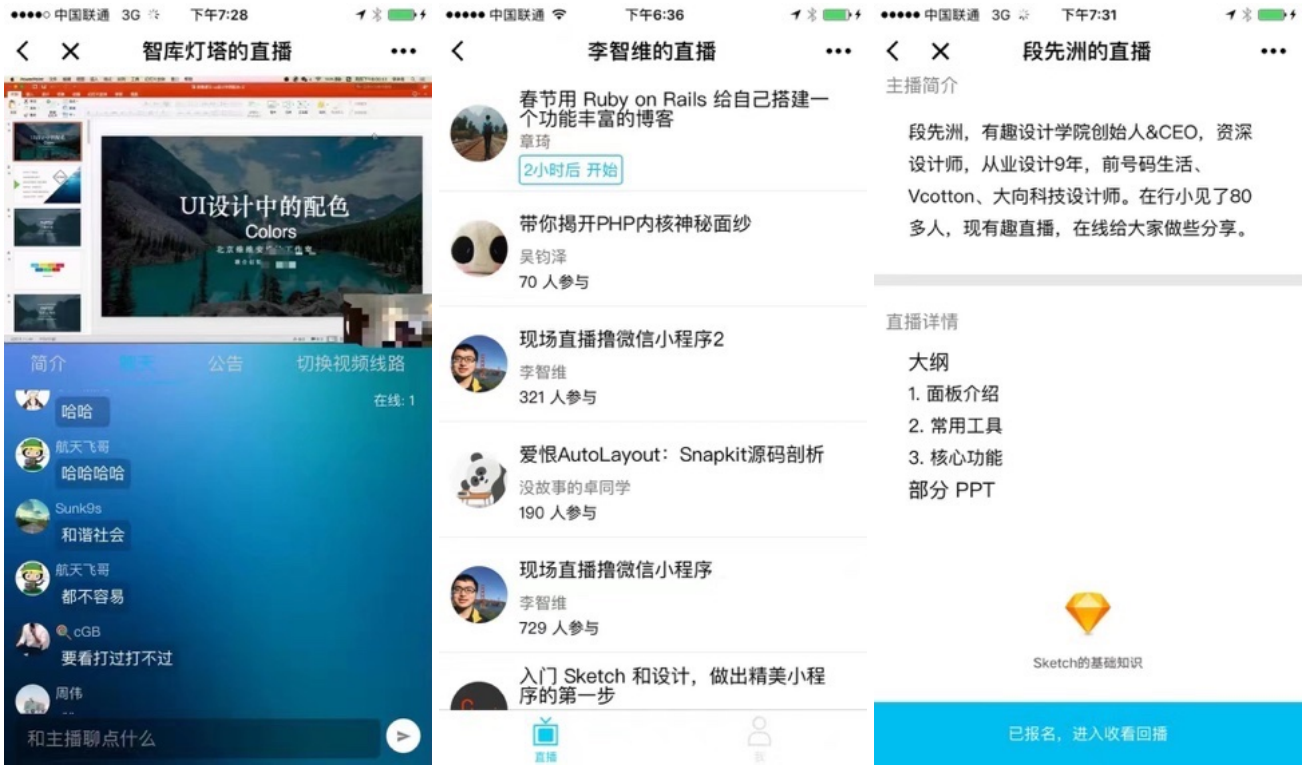 中国联通 3G 下午7:28
智库灯塔的直播
UI设计中的配色
Colors
简介 聊天 公告 切换视频线路
在线: 1
哈哈
航天飞哥
哈哈哈哈
Sunk9s
和谐社会
航天飞哥
都不容易
cGB
要看打过打不过
周伟
和主播聊点什么
中国联通 下午6:36
李智维的直播
春节用 Ruby on Rails 给自己搭建一
个功能丰富的博客
章琦
2小时后 开始
带你揭开PHP内核神秘面纱
吴钧泽
70 人参与
现场直播撸微信小程序2
李智维
321 人参与
爱恨AutoLayout：Snapkit源码剖析
没故事的卓同学
190 人参与
现场直播撸微信小程序
李智维
729 人参与
入门 Sketch 和设计，做出精美小程
序的第一步
直播 我
中国联通 3G 下午7:31
段先洲的直播
主播简介
段先洲，有趣设计学院创始人&CEO，资深
设计师，从业设计9年，前号码生活、
Vcotton、大向科技设计师。在行小见了80
多人，现有趣直播，在线给大家做些分享。
直播详情
大纲
1. 面板介绍
2. 常用工具
3. 核心功能
部分 PPT
Sketch的基础知识
已报名，进入收看回播